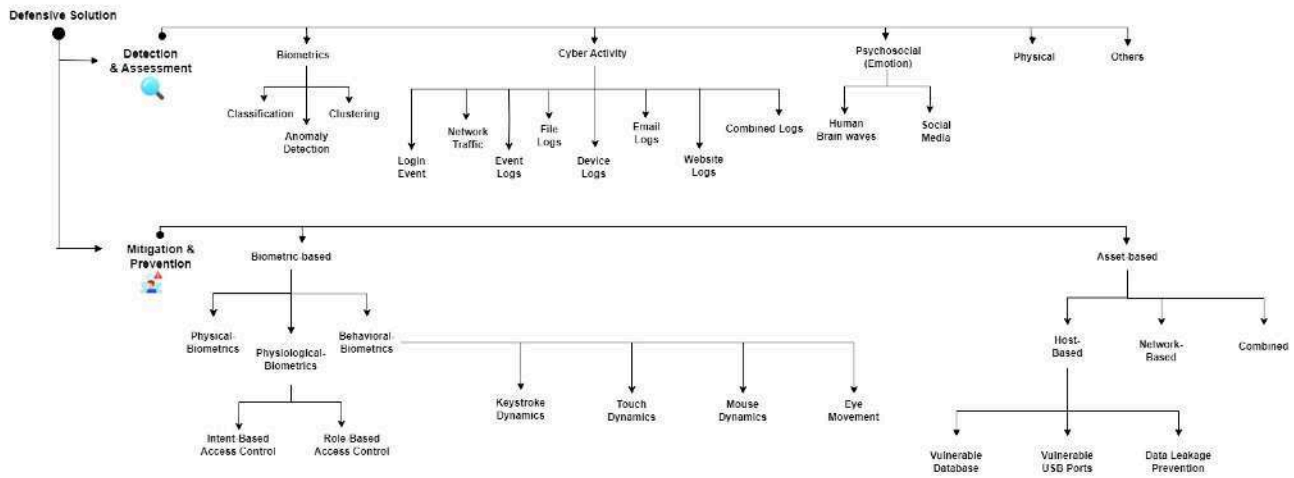 Defensive Solution
Detection
& Assessment
Biometrics
Cyber Activity
Psychosocial
(Emotion)
Physical
Others
Classification
Clustering
Anomaly
Detection
Login
Event
Network
Traffic
Event
Logs
File
Logs
Device
Logs
Email
Logs
Website
Logs
Combined Logs
Human
Brain waves
Social
Media
Mitigation &
Prevention
Biometric-based
Asset-based
Physical-
Biometrics
Physiological-
Biometrics
Behavioral-
Biometrics
Host-
Based
Network-
Based
Combined
Keystroke
Dynamics
Touch
Dynamics
Mouse
Dynamics
Eye
Movement
Intent-Based
Access Control
Role-Based
Access Control
Vulnerable
Database
Vulnerable
USB Ports
Data Leakage
Prevention